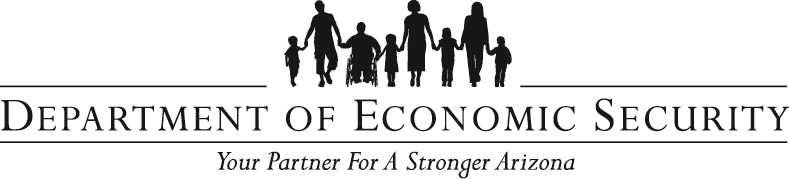 DEPARTMENT OF ECONOMIC SECURITY
Your Partner For A Stronger Arizona